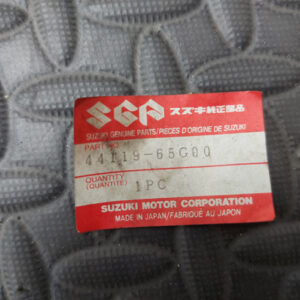 SGP スズキ純正部品
SUZUKI GENUINE PARTS/PIECES D'ORIGINE DE SUZUKI
PART NO.
44119-65G00
QUANTITY
(QUANTITE) 1PC
SUZUKI MOTOR CORPORATION
MADE IN JAPAN/FABRIQUÉ AU JAPON